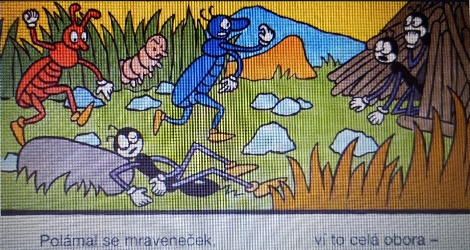 Polámal se mraveneček, ví to celá obora –